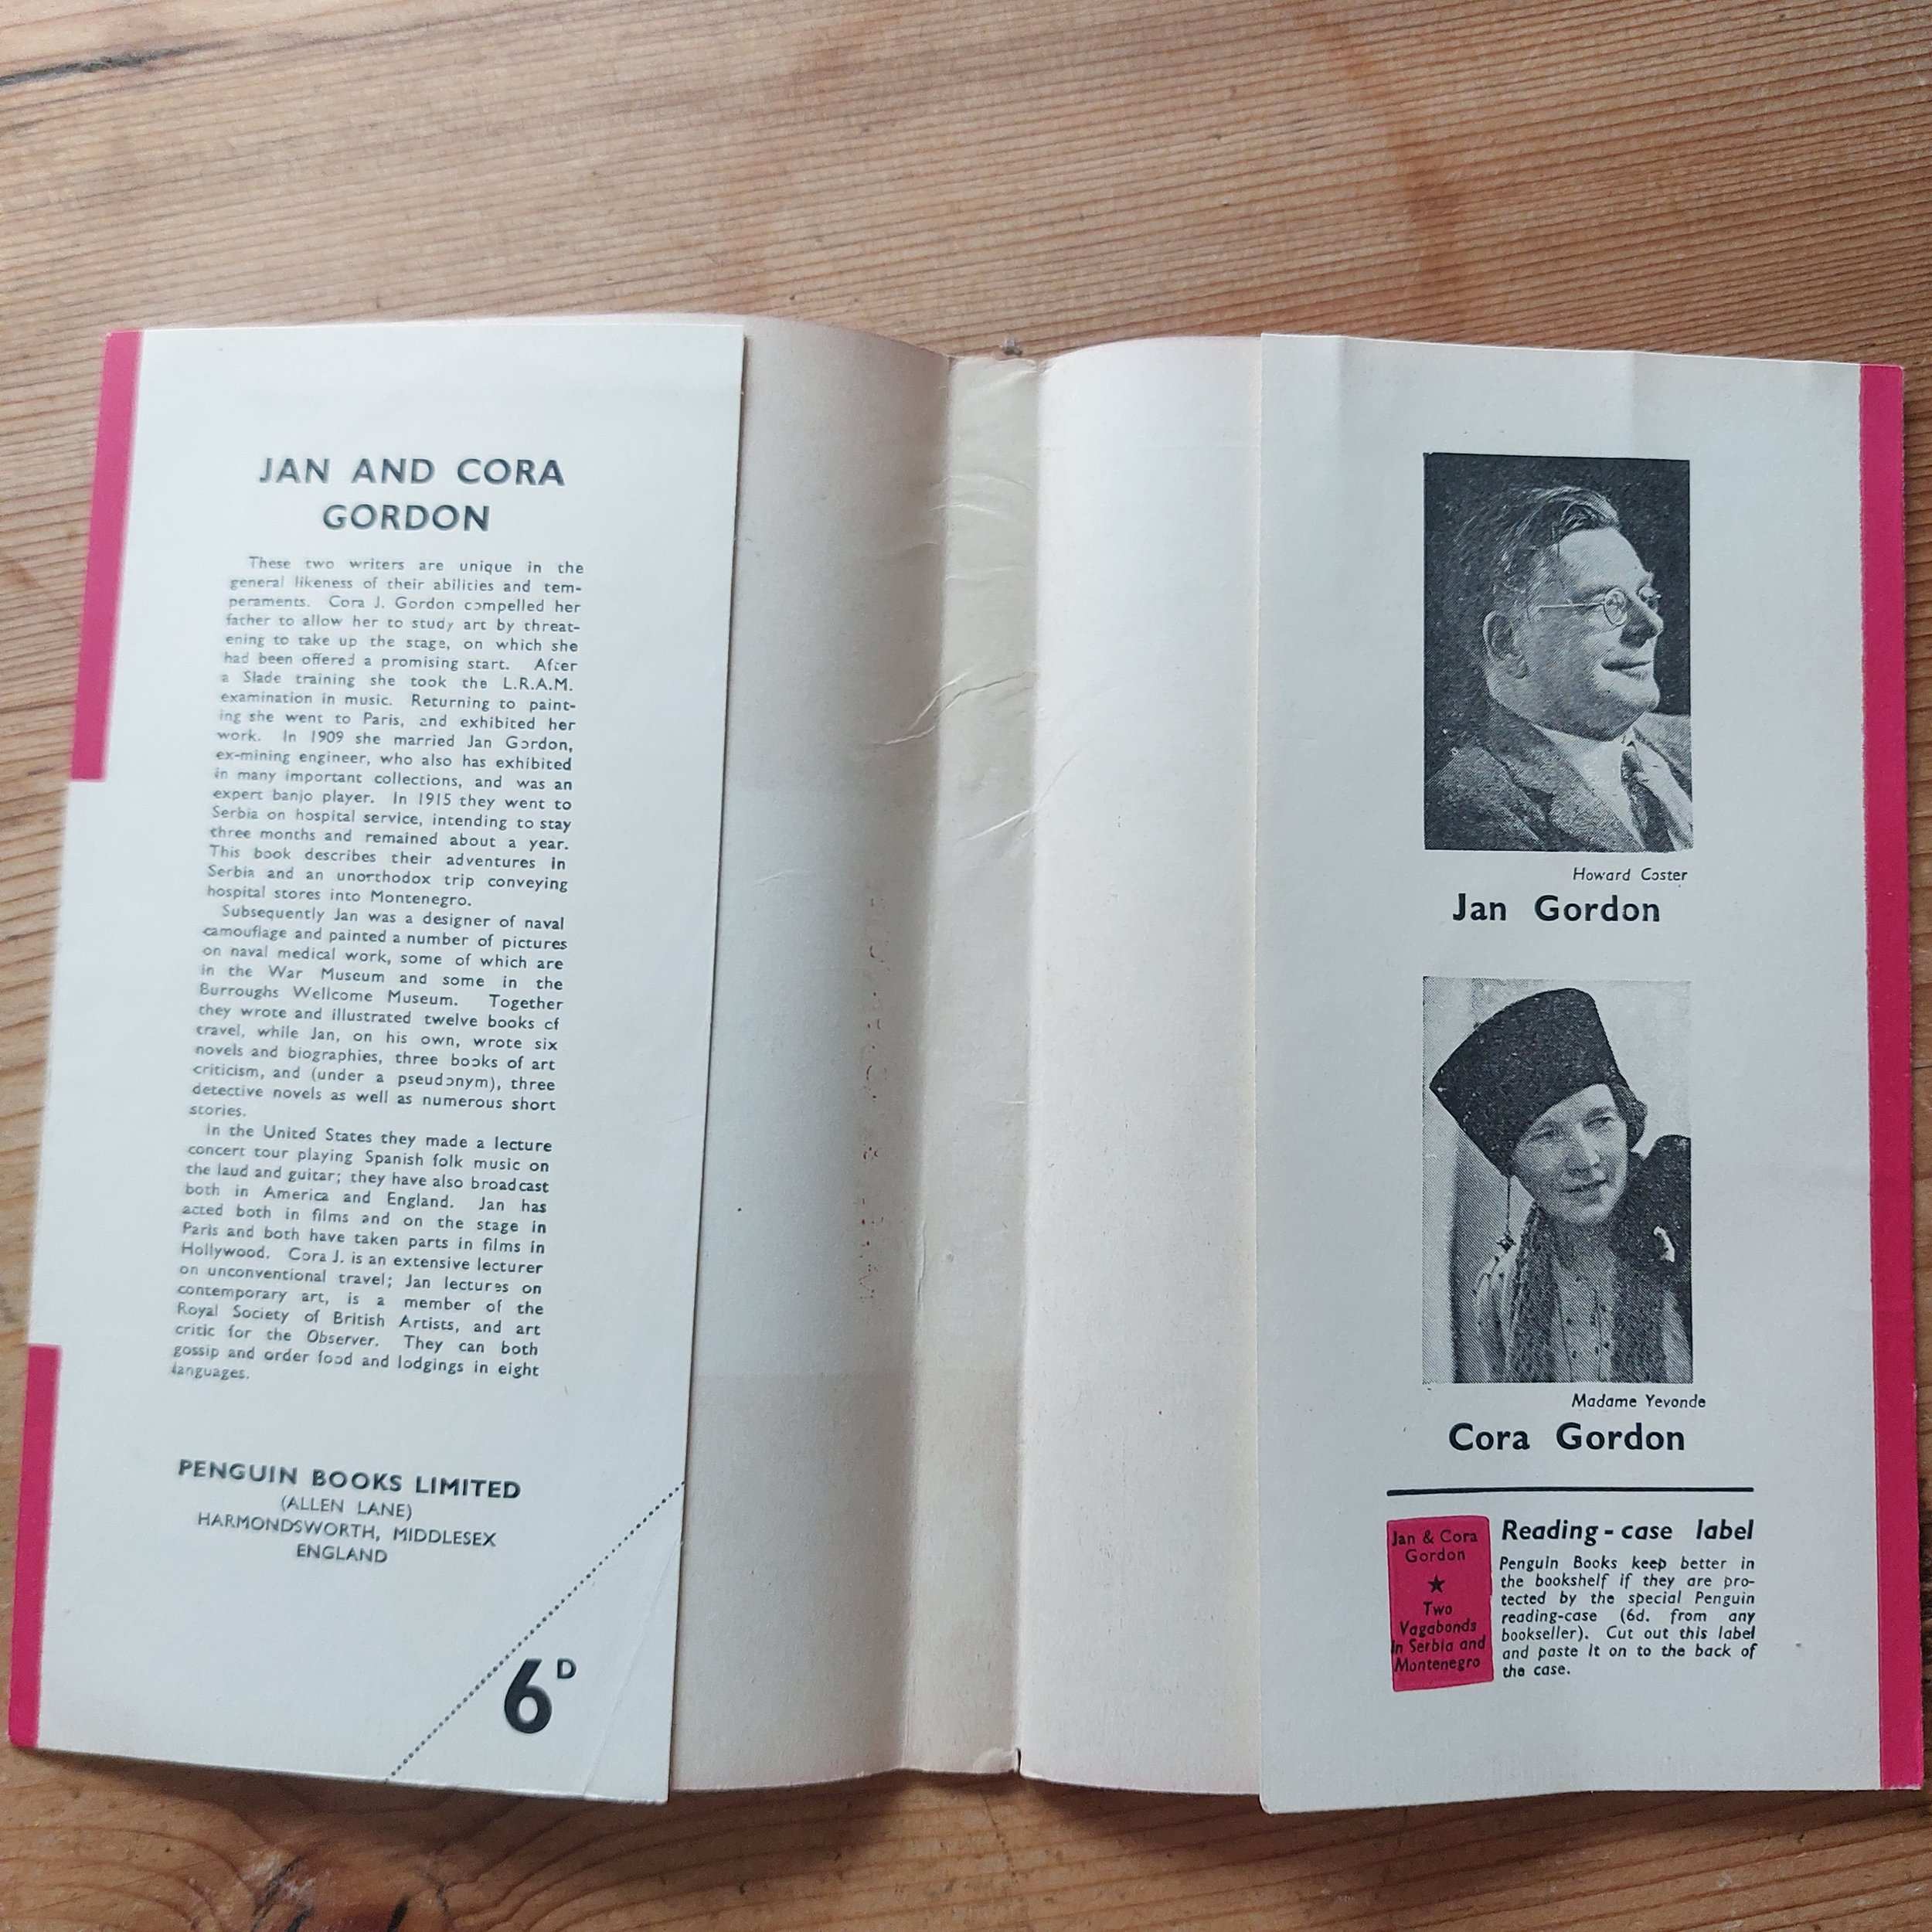 JAN AND CORA
GORDON
These two writers are unique in the
general likeness of their abilities and tem-
peraments. Cora J. Gordon compelled her
father to allow her to study art by threat-
ening to take up the stage, on which she
had been offered a promising start. After
a Slade training she took the L.R.A.M.
examination in music. Returning to paint-
ing she went to Paris, and exhibited her
work. In 1909 she married Jan Gordon,
ex-mining engineer, who also has exhibited
in many important collections, and was an
expert banjo player. In 1915 they went to
Serbia on hospital service, intending to stay
three months and remained about a year.
This book describes their adventures in
Serbia and an unorthodox trip conveying
hospital stores into Montenegro.
Subsequently Jan was a designer of naval
camouflage and painted a number of pictures
on naval medical work, some of which are
in the War Museum and some in the
Burroughs Wellcome Museum. Together
they wrote and illustrated twelve books of
travel, while Jan, on his own, wrote six
novels and biographies, three books of art
criticism, and (under a pseudonym), three
detective novels as well as numerous short
stories.
In the United States they made a lecture
concert tour playing Spanish folk music on
the laud and guitar; they have also broadcast
both in America and England. Jan has
acted both in films and on the stage in
Paris and both have taken parts in films in
Hollywood. Cora J. is an extensive lecturer
on unconventional travel; Jan lectures on
contemporary art, is a member of the
Royal Society of British Artists, and art
critic for the Observer. They can both
gossip and order food and lodgings in eight
languages.
PENGUIN BOOKS LIMITED
(ALLEN LANE)
HARMONDSWORTH, MIDDLESEX
ENGLAND
6D
Howard Coster
Jan Gordon
Madame Yevonde
Cora Gordon
Jan & Cora
Gordon
★
Two
Vagabonds
In Serbia and
Montenegro
Reading-case label
Penguin Books keep better in
the bookshelf if they are pro-
tected by the special Penguin
reading-case (6d. from any
bookseller). Cut out this label
and paste it on to the back of
the case.